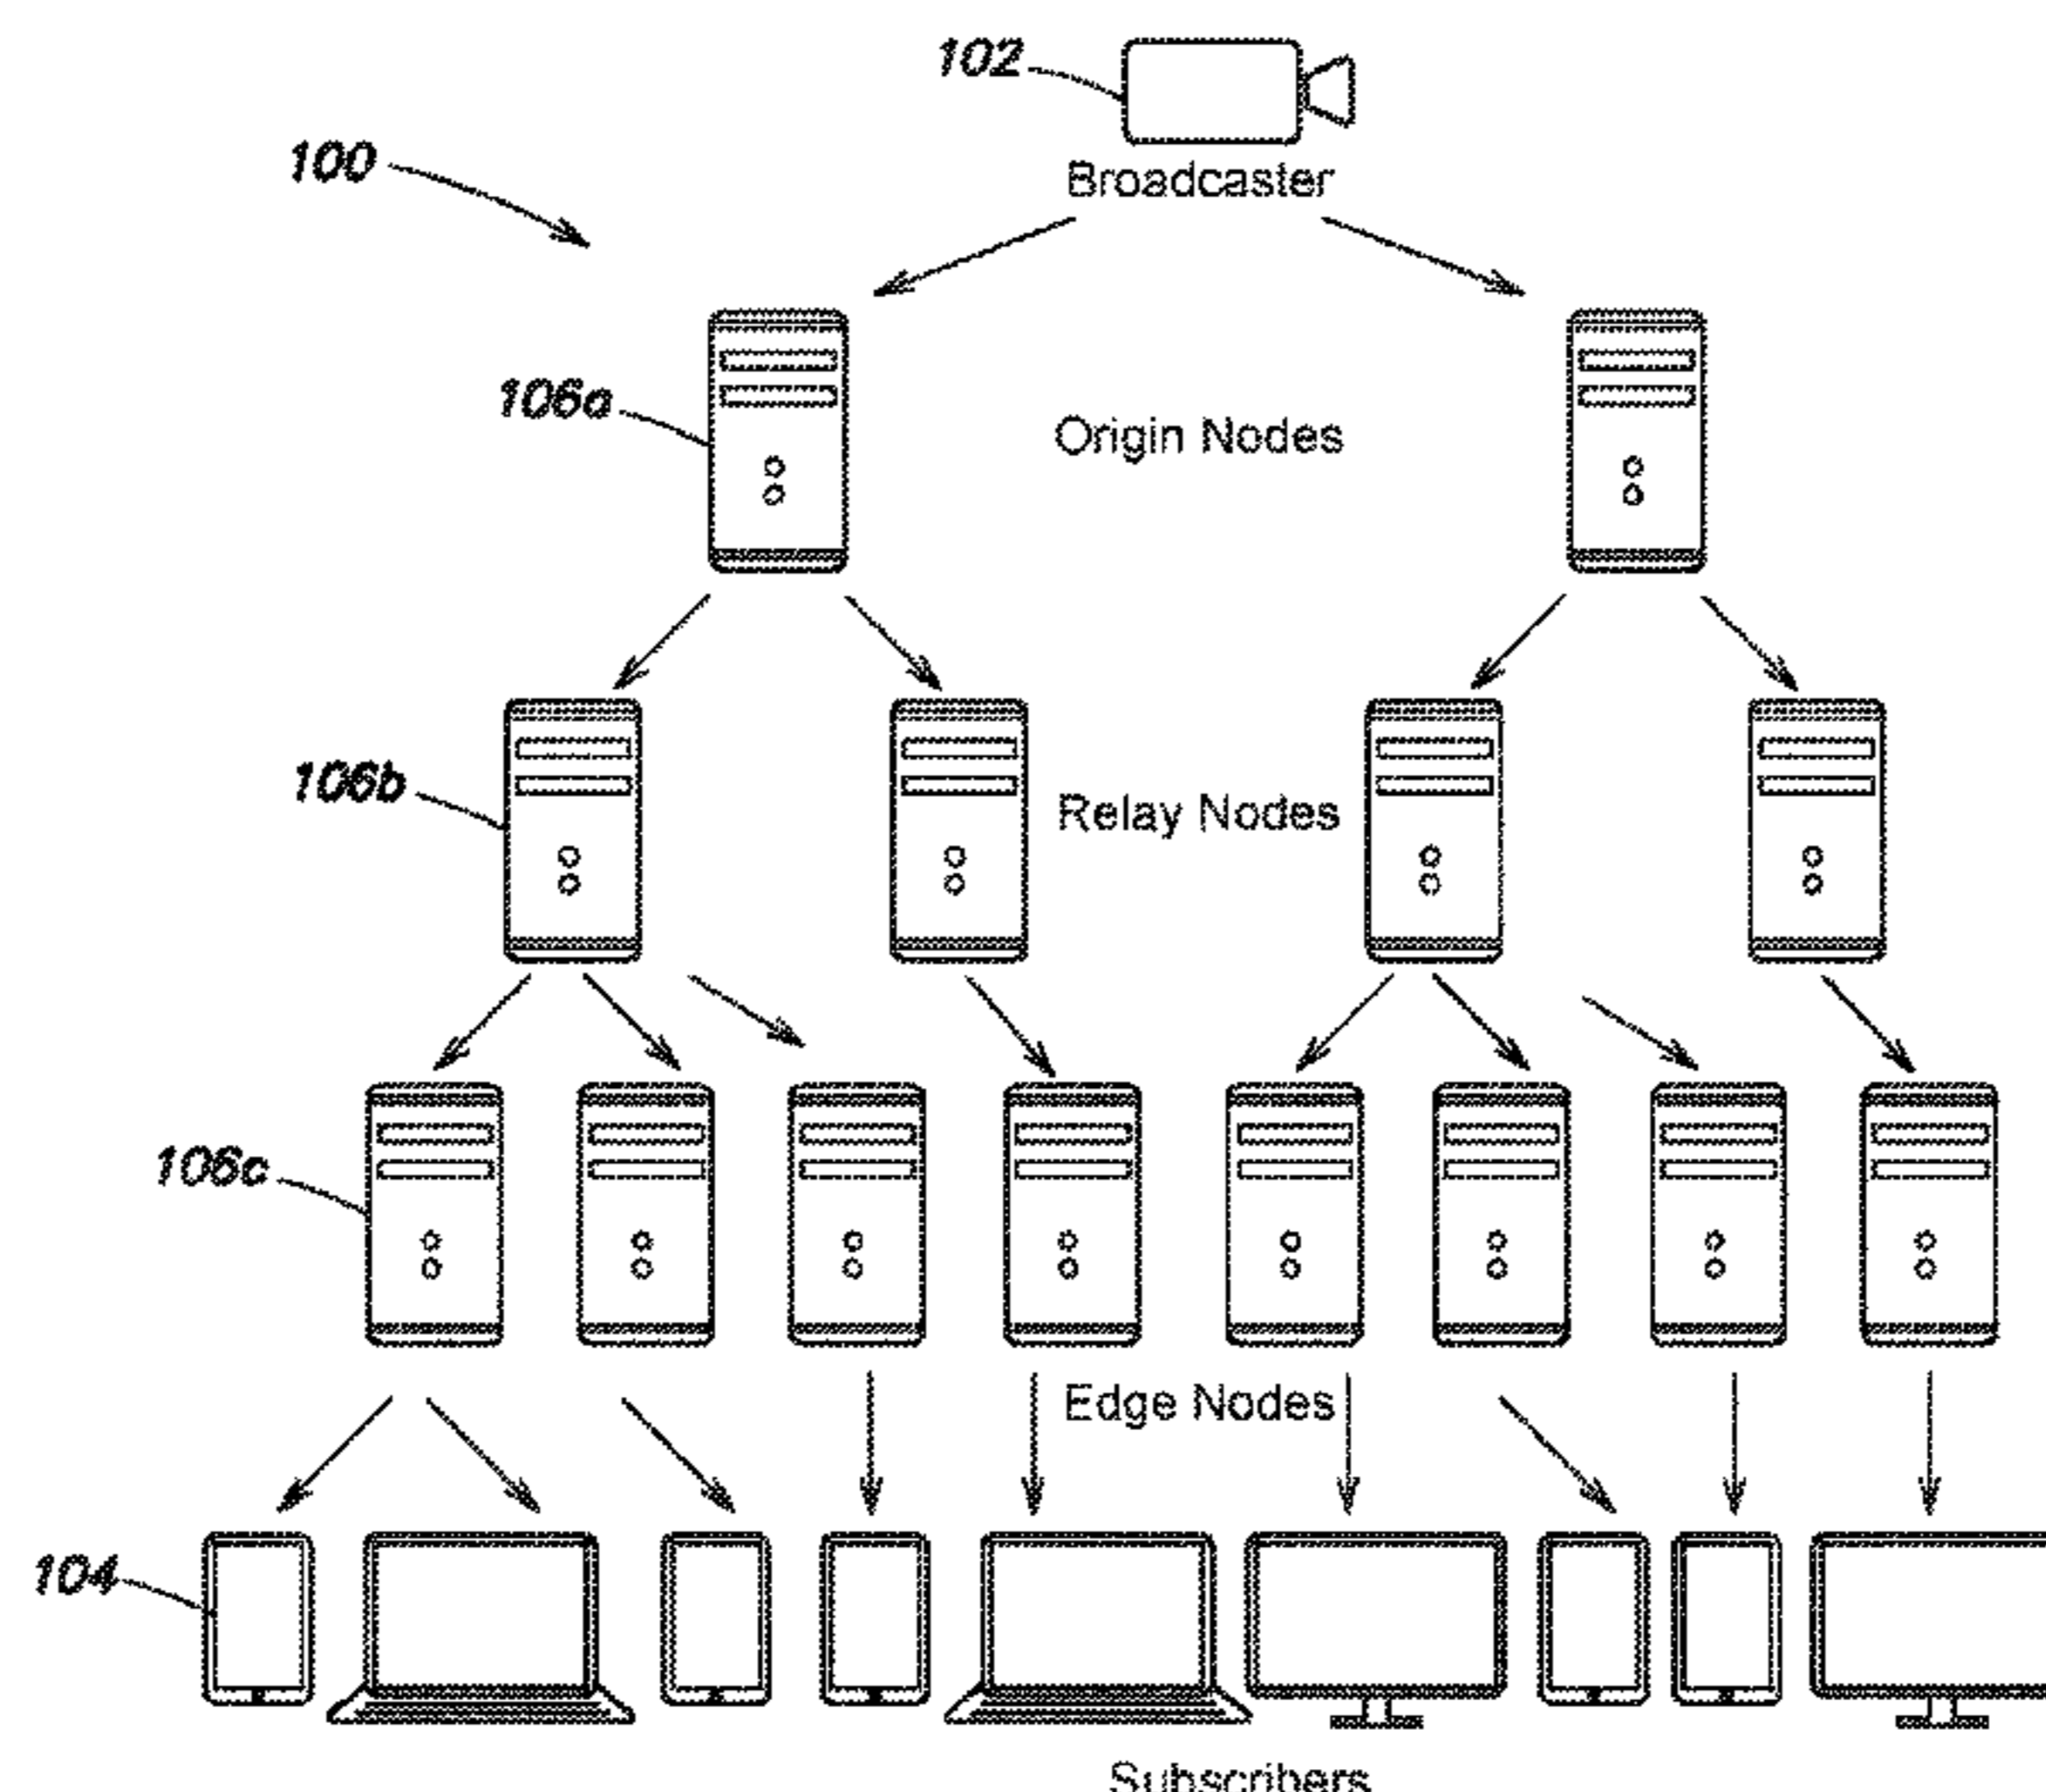 102
100
Broadcaster
106a
Origin Nodes
106b
Relay Nodes
106c
Edge Nodes
104
Subscribers